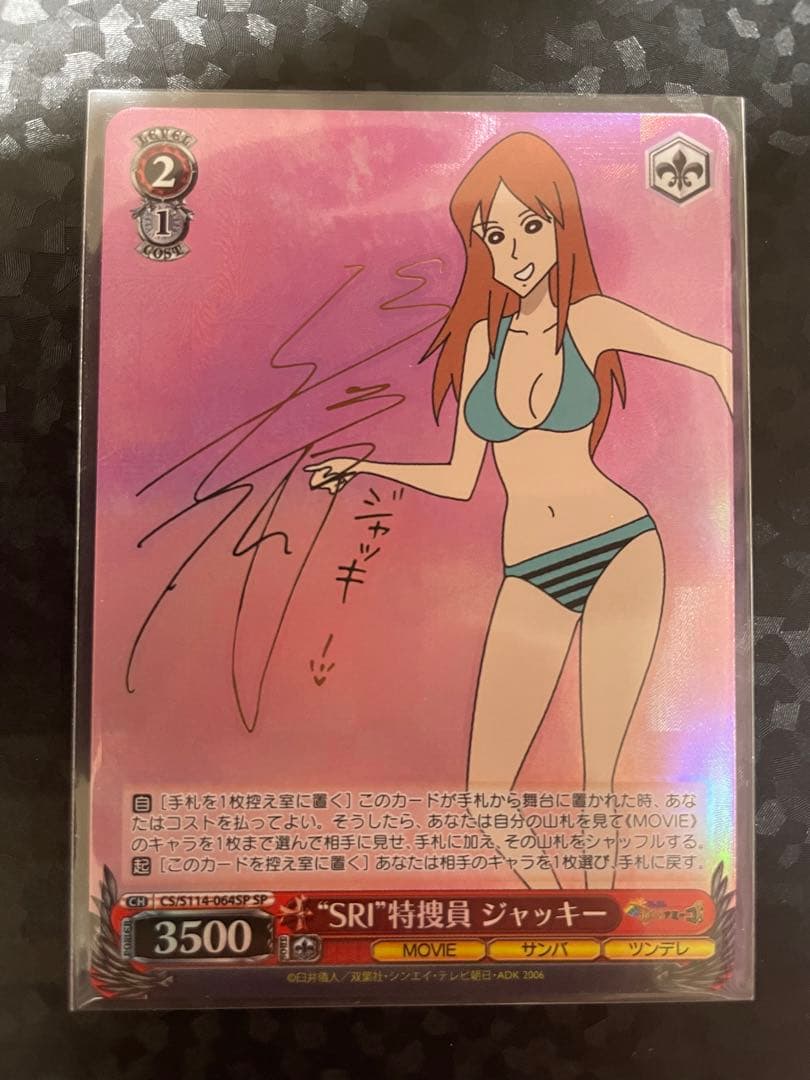 LEVEL
2
1
COST
ジャッキー
【自】[手札を1枚控え室に置く] このカードが手札から舞台に置かれた時、あな
たはコストを払ってよい。そうしたら、あなたは自分の山札を見て《MOVIE》
のキャラを1枚まで選んで相手に見せ、手札に加え、その山札をシャッフルする。
【起】[このカードを控え室に置く] あなたは相手のキャラを1枚選び、手札に戻す。
CH CS/S114-064SP SP
"SRI"特捜員 ジャッキー
POWER 3500 SOUL
MOVIE サンバ ツンデレ
©臼井儀人／双葉社・シンエイ・テレビ朝日・ADK 2006